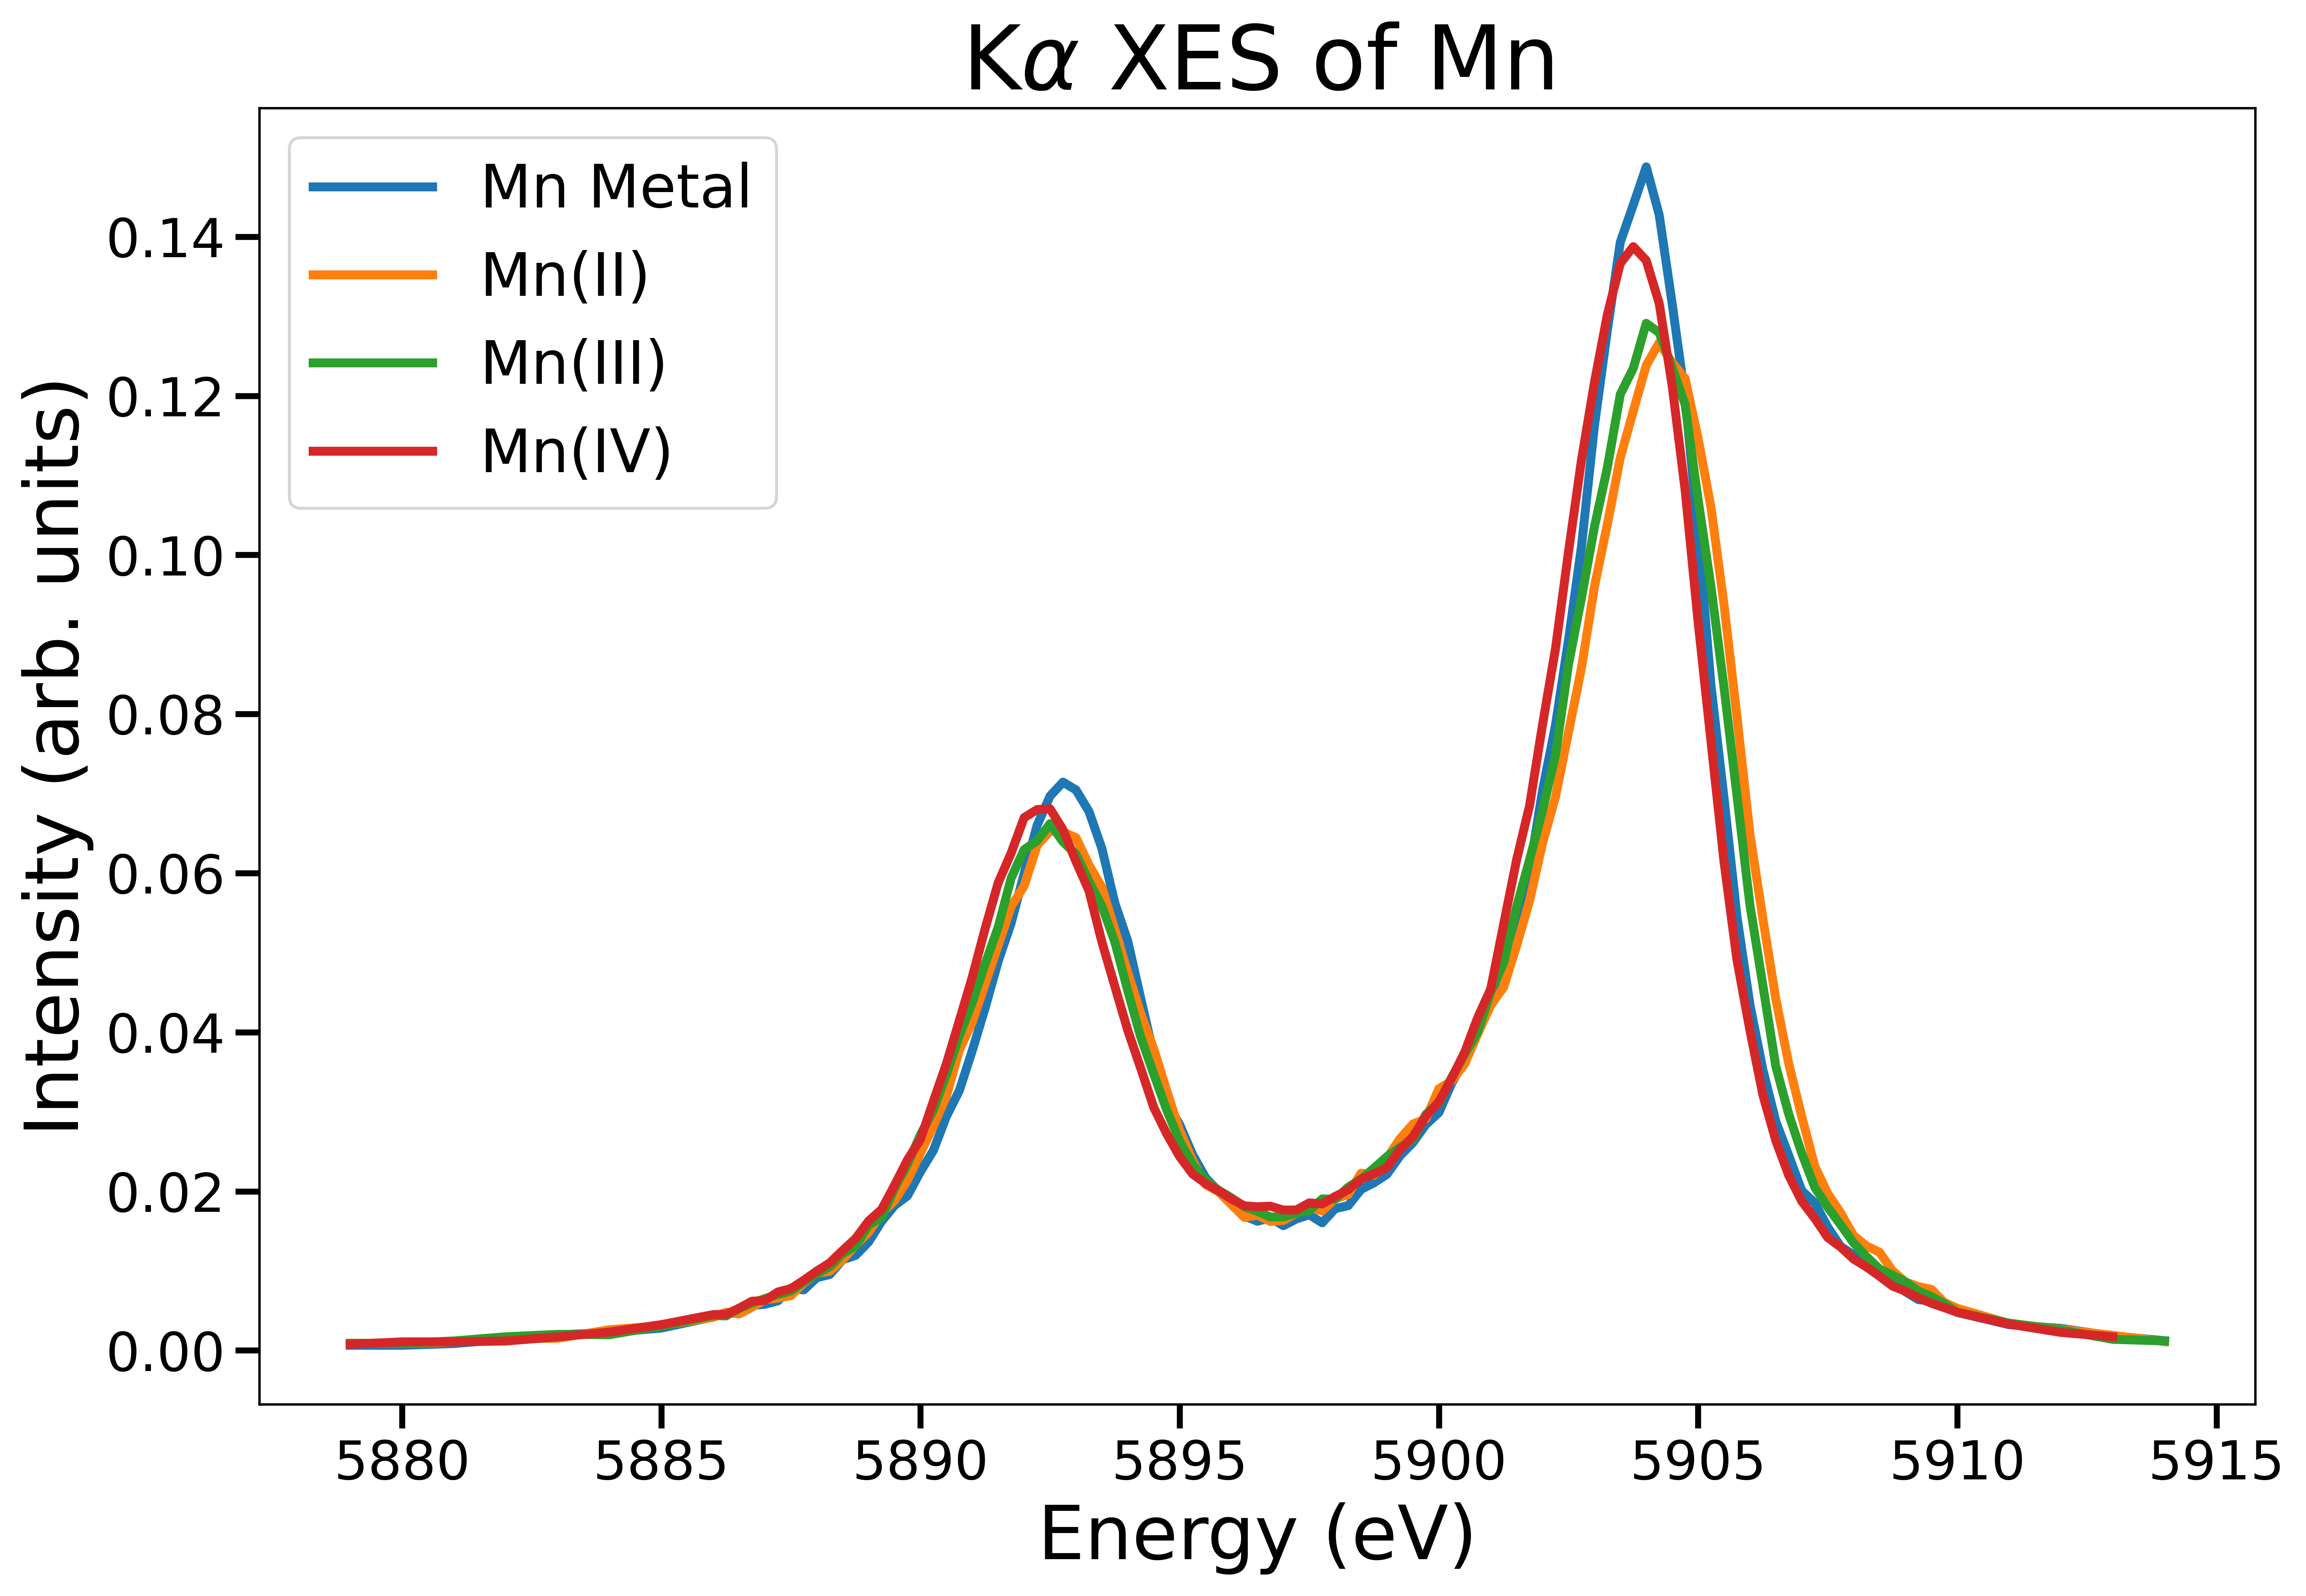 Kα XES of Mn
Mn Metal
Mn(II)
Mn(III)
Mn(IV)
Intensity (arb. units)
0.14
0.12
0.10
0.08
0.06
0.04
0.02
0.00
5880 5885 5890 5895 5900 5905 5910 5915
Energy (eV)